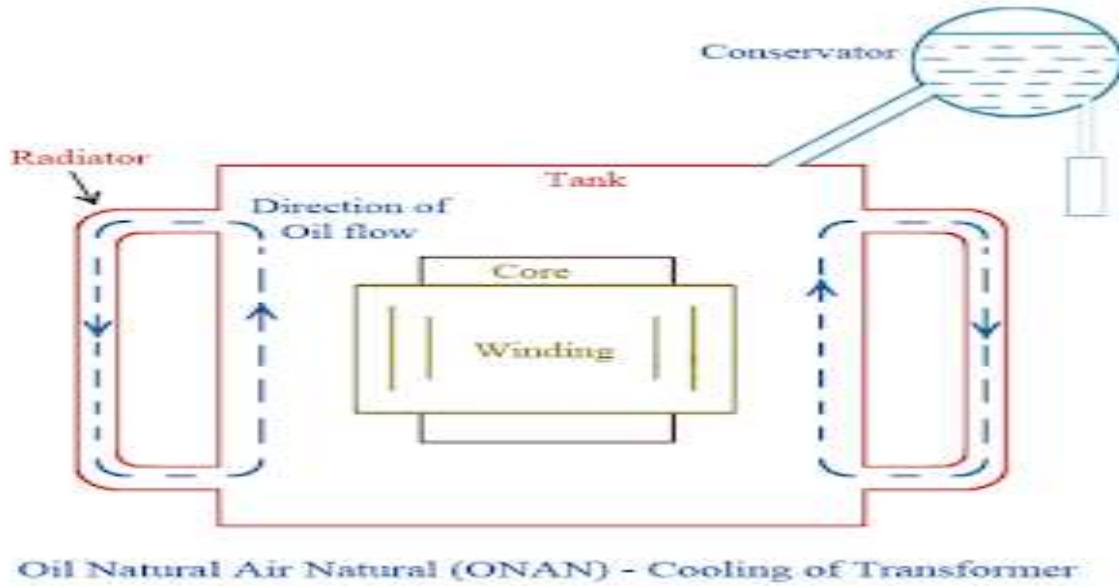 Conservator
Radiator
Tank
Direction of
Oil flow
Core
Winding
Oil Natural Air Natural (ONAN) - Cooling of Transformer